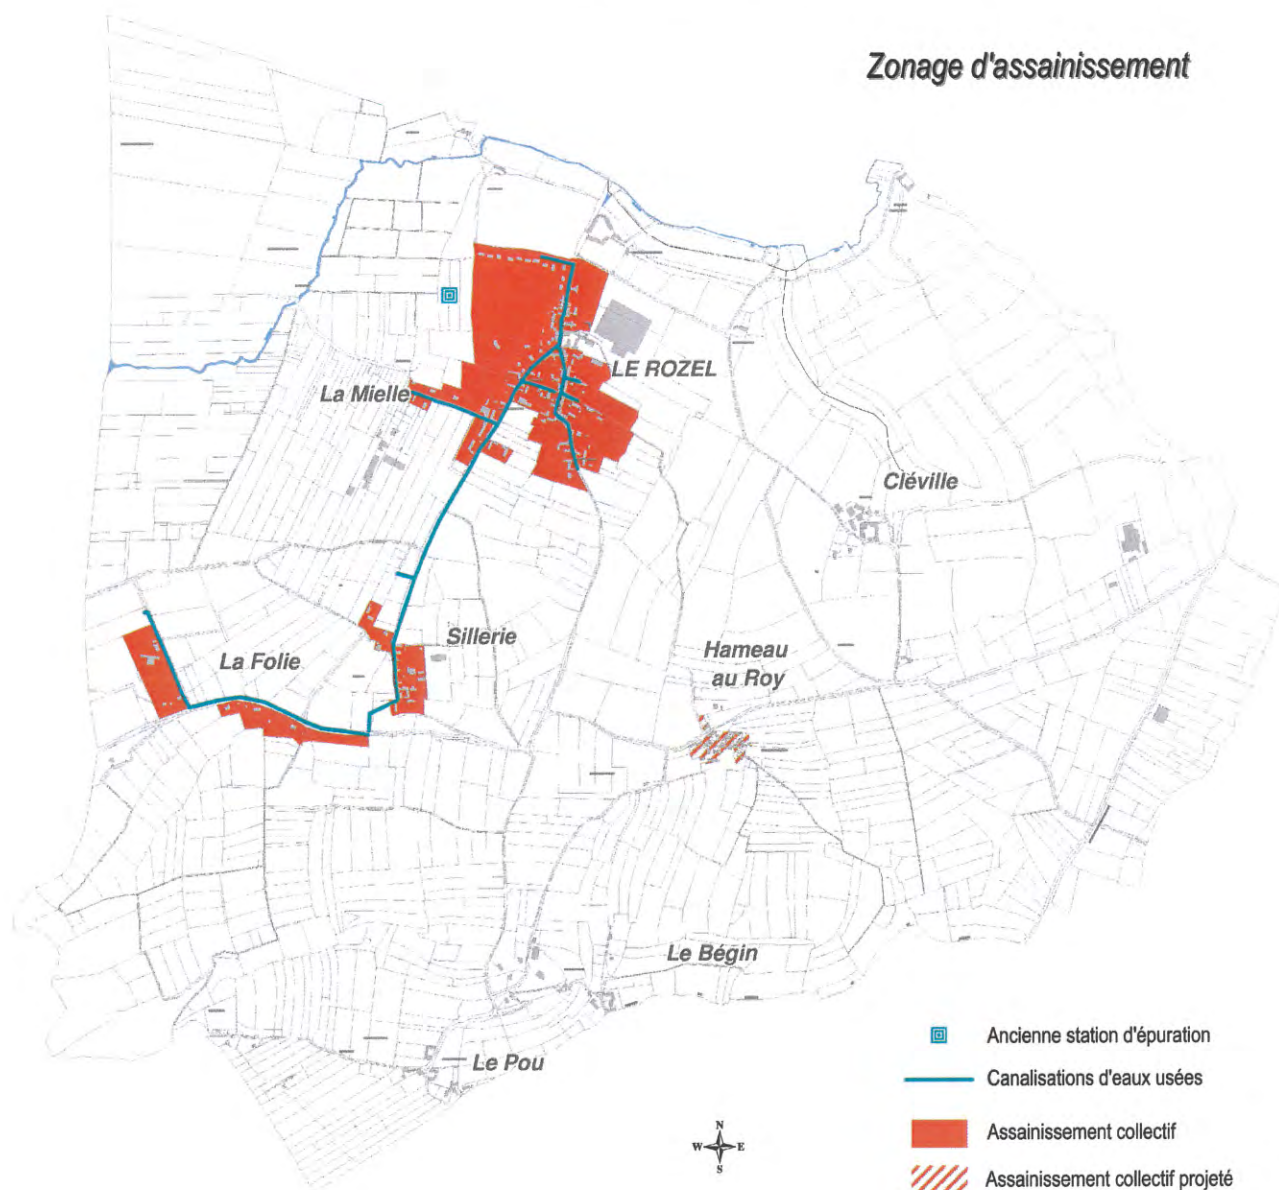 Zonage d'assainissement
LE ROZEL
La Mielle
Cléville
Sillerie
La Folie
Hameau
au Roy
Le Bégin
Le Pou
Ancienne station d'épuration
Canalisations d'eaux usées
Assainissement collectif
Assainissement collectif projeté
N
W E
S